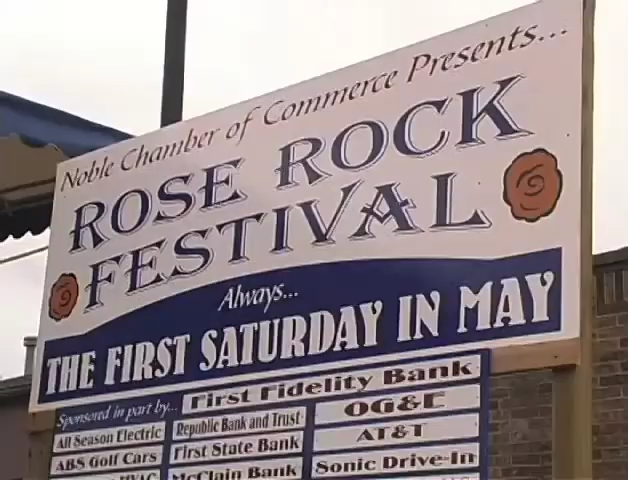 Noble Chamber of Commerce Presents...
ROSE ROCK
FESTIVAL
Always...
THE FIRST SATURDAY IN MAY
Sponsored in part by... First Fidelity Bank
All Season Electric Republic Bank and Trust OG&E
ABS Golf Cars First State Bank AT&T
HVAC McClain Bank Sonic Drive-In